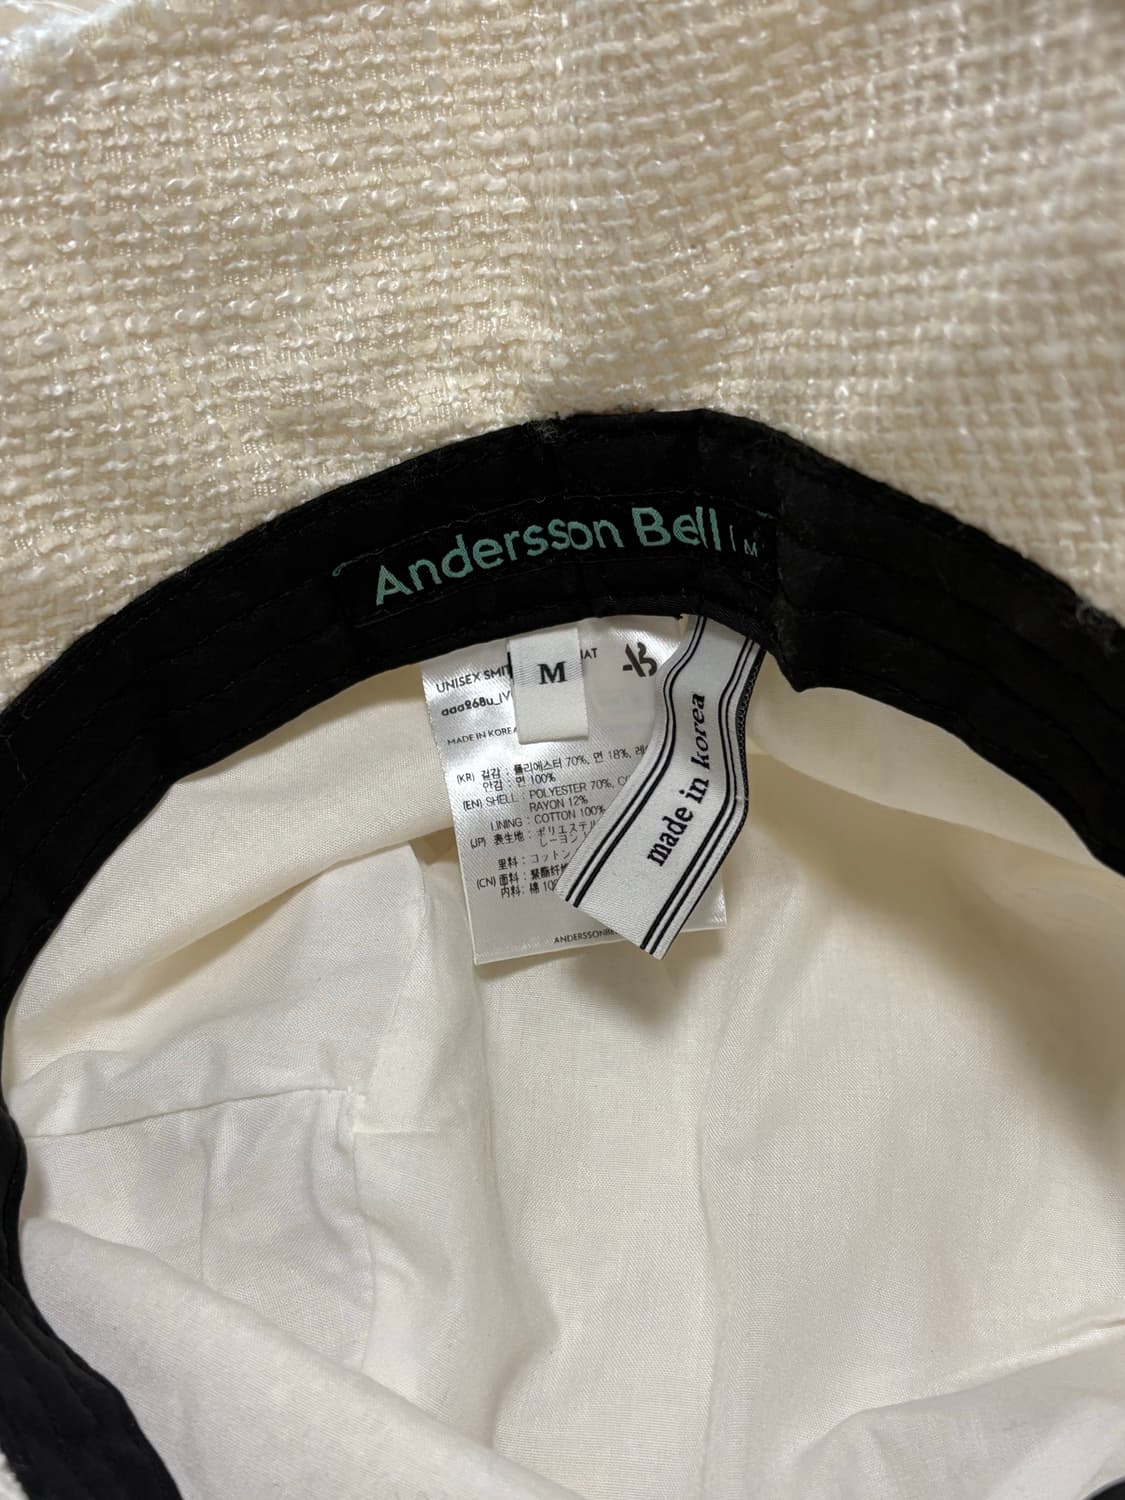 Andersson Bell | M
UNISEX
M
aaa268u_IV
MADE IN KOREA
(KR) 겉감 : 폴리에스터 70%, 면 18%,
안감 : 면 100%
(EN) SHELL : POLYESTER 70%,
RAYON 12%
LINING : COTTON 100%
(JP) 表生地 : ポリエステル
レーヨン
里料 : コットン
(CN) 面料 : 聚酯纤维
内料 : 棉
made in korea